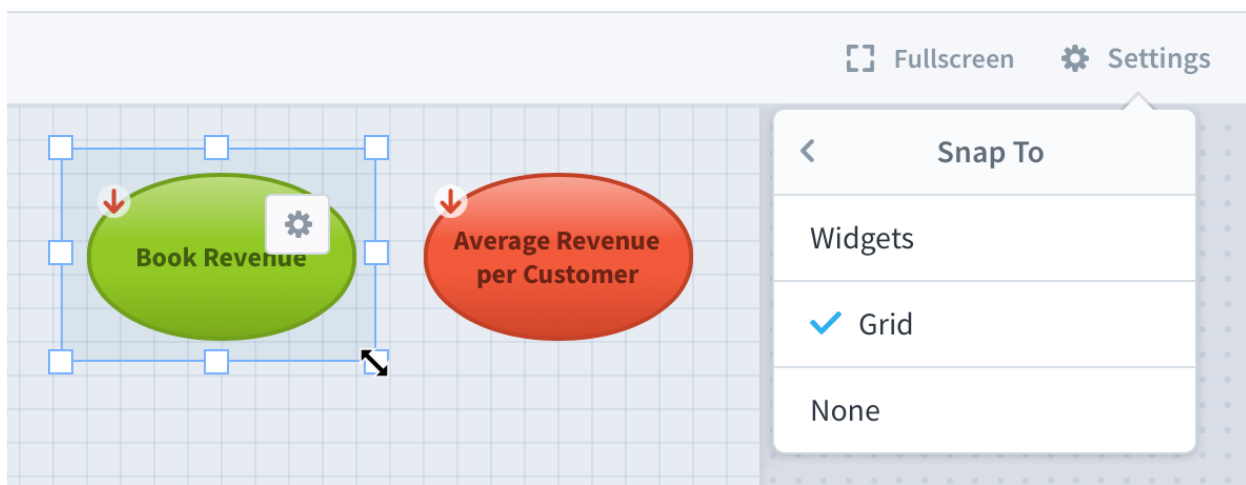 Fullscreen
Settings
Snap To
Widgets
Grid
None
Book Revenue
Average Revenue
per Customer